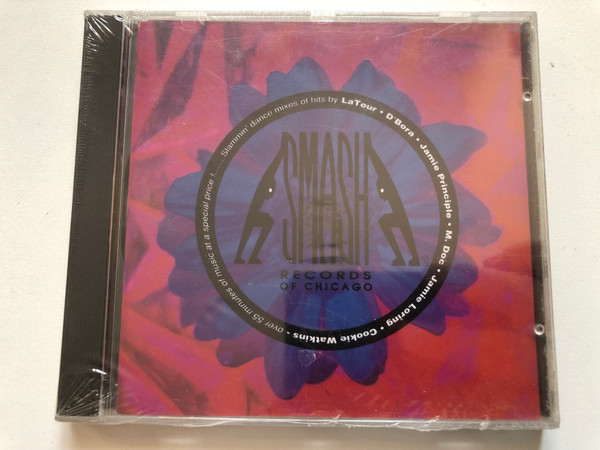 Slammin' dance mixes of hits by LaTour • D'Bora • Jamie Principle • M. Doc • Jamie Loring • Cookie Watkins - over 55 minutes of music at a special price !.....
SMASH
RECORDS
OF CHICAGO